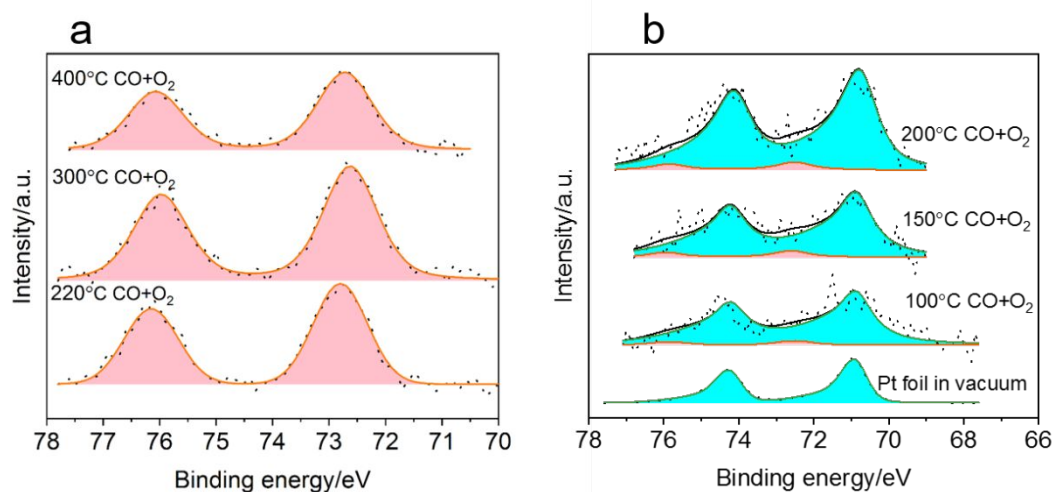 a
400°C CO+O₂
300°C CO+O₂
220°C CO+O₂
Intensity/a.u.
78 77 76 75 74 73 72 71 70
Binding energy/eV
b
200°C CO+O₂
150°C CO+O₂
100°C CO+O₂
Pt foil in vacuum
Intensity/a.u.
78 76 74 72 70 68 66
Binding energy/eV